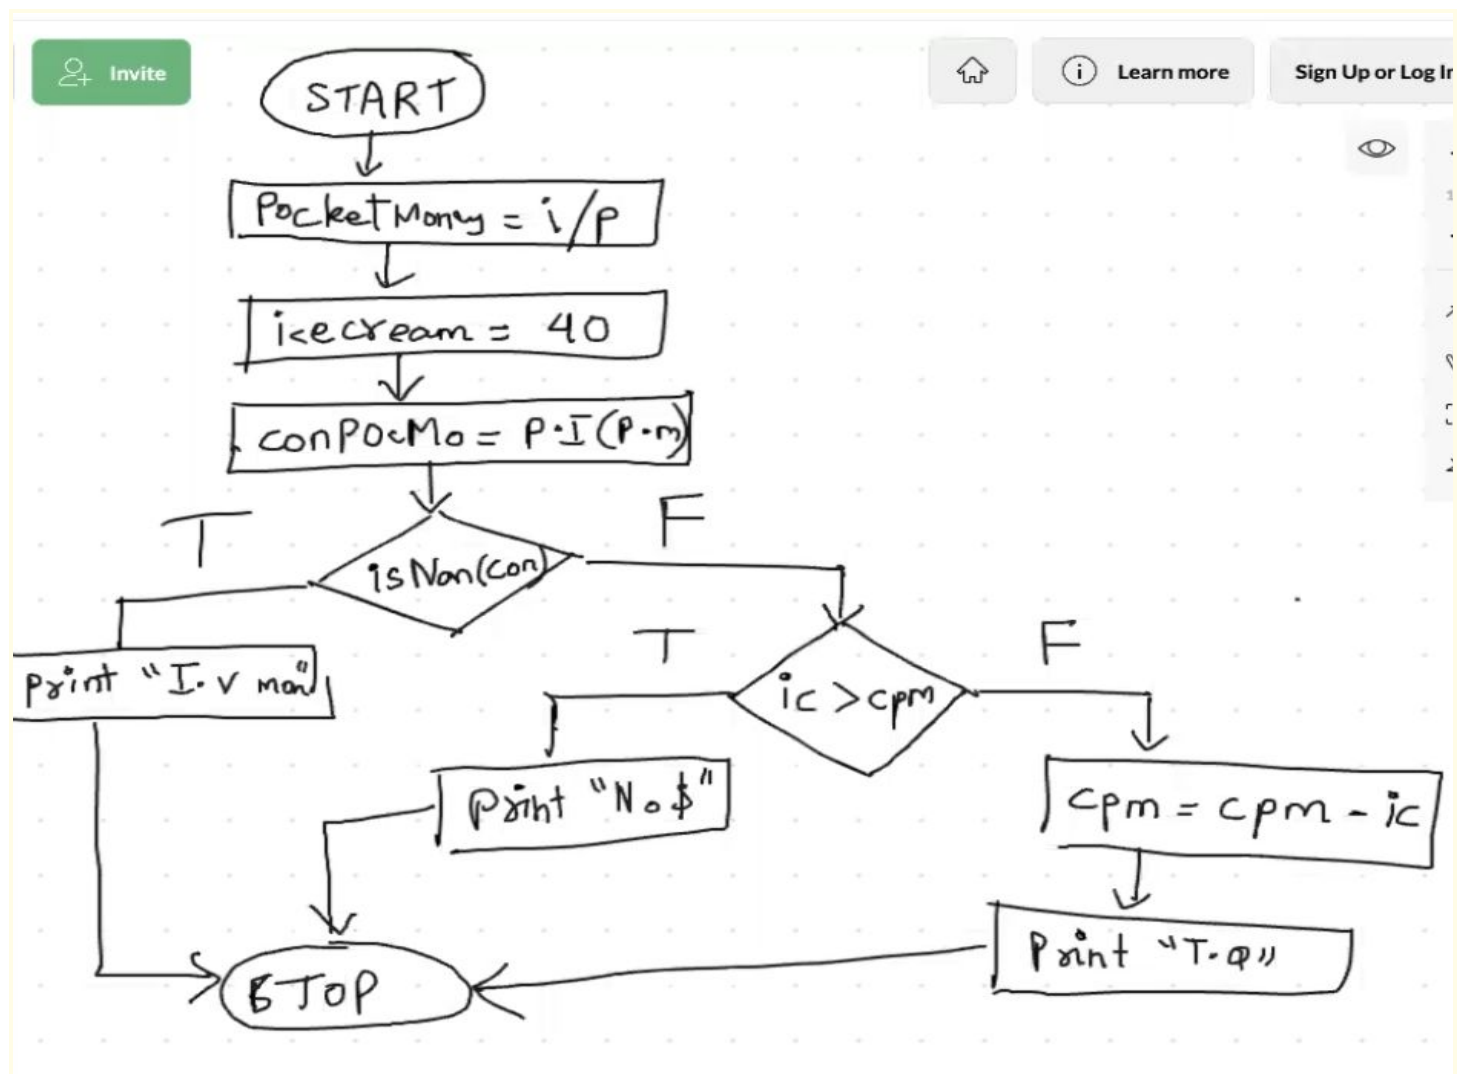 Invite
Learn more
Sign Up or Log In
START
PocketMoney = i/p
icecream = 40
conPocMo = P.I(P.m)
T
F
isNan(con)
T
F
print "I.v mon"
ic > cpm
print "No $"
cpm = cpm - ic
Print "T.Q"
STOP